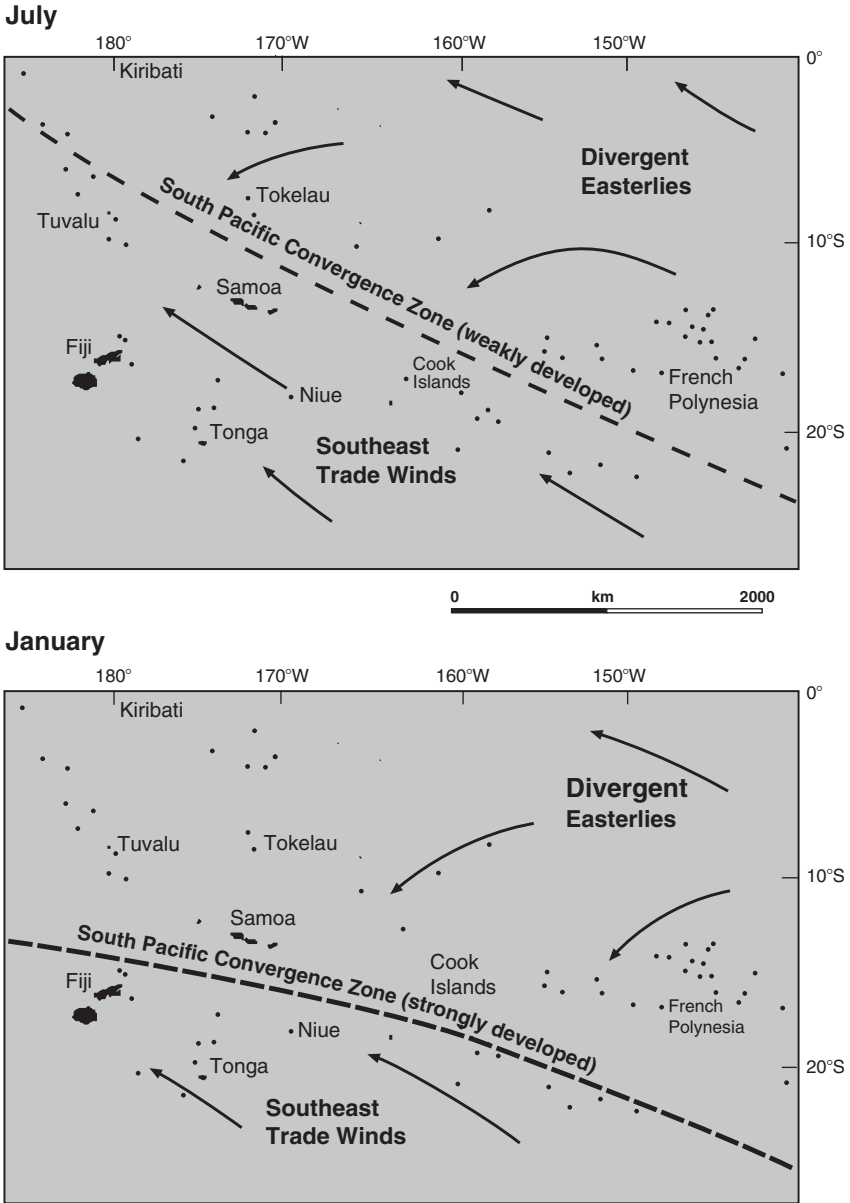 July
180°
170°W
160°W
150°W
0°
Kiribati
Divergent
Easterlies
South Pacific Convergence Zone (weakly developed)
Tokelau
Tuvalu
10°S
Samoa
Fiji
Cook
Islands
Niue
French
Polynesia
Tonga
Southeast
Trade Winds
20°S
0
km
2000
January
180°
170°W
160°W
150°W
0°
Kiribati
Divergent
Easterlies
Tuvalu
Tokelau
10°S
Samoa
South Pacific Convergence Zone (strongly developed)
Cook
Islands
Fiji
French
Polynesia
Niue
Tonga
20°S
Southeast
Trade Winds